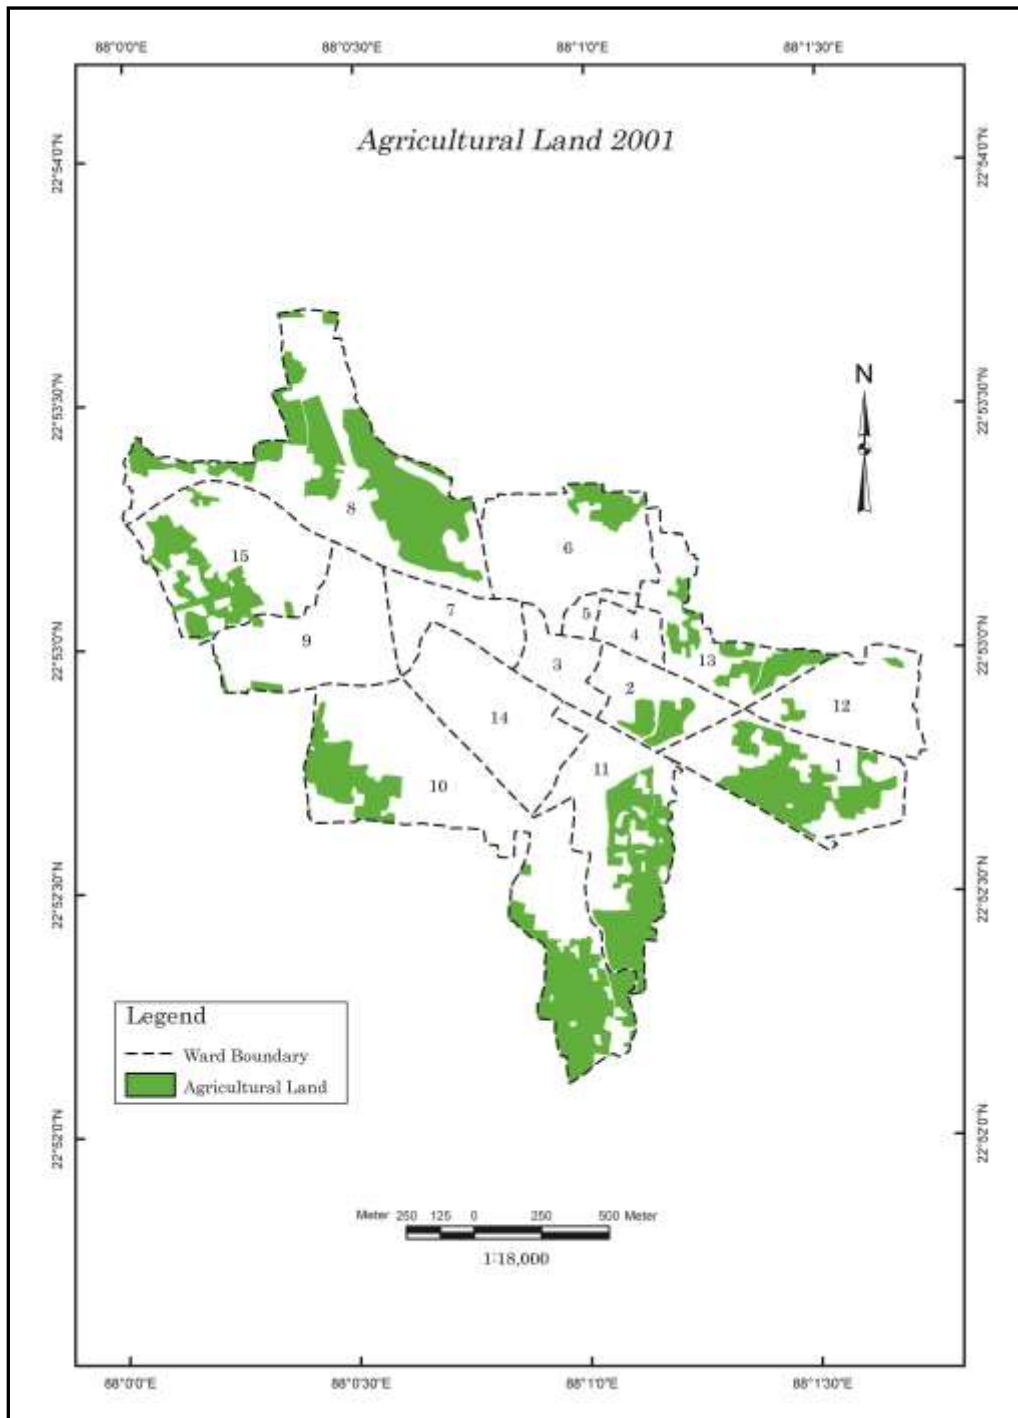 88°0'0"E 88°0'30"E 88°1'0"E 88°1'30"E
Agricultural Land 2001
22°54'0"N 22°54'0"N
N
22°53'30"N 22°53'30"N
8
6
15
7 5
4
9 3 13
2
14 12
1
11
10
22°53'0"N 22°53'0"N
22°52'30"N 22°52'30"N
Legend
Ward Boundary
Agricultural Land
22°52'0"N 22°52'0"N
Meter 250 125 0 250 500 Meter
1:18,000
88°0'0"E 88°0'30"E 88°1'0"E 88°1'30"E